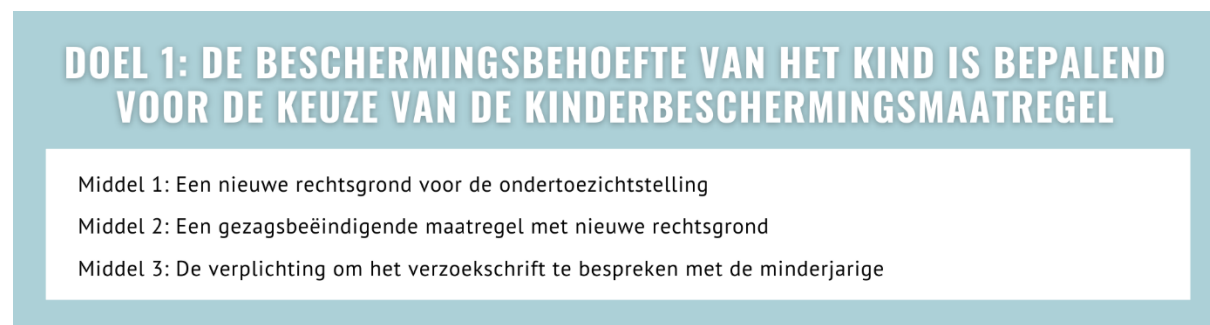 DOEL 1: DE BESCHERMINGSBEHOEFTE VAN HET KIND IS BEPALEND
VOOR DE KEUZE VAN DE KINDERBESCHERMINGSMAATREGEL
Middel 1: Een nieuwe rechtsgrond voor de ondertoezichtstelling
Middel 2: Een gezagsbeëindigende maatregel met nieuwe rechtsgrond
Middel 3: De verplichting om het verzoekschrift te bespreken met de minderjarige